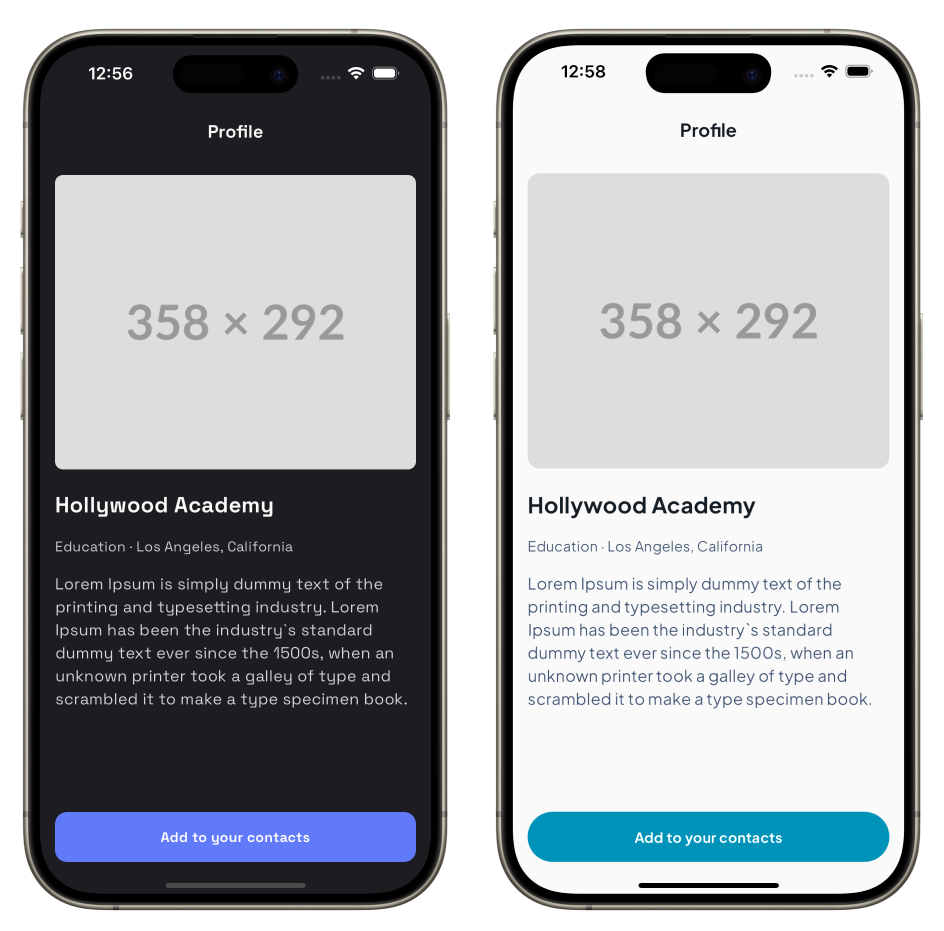 12:56
Profile
358 × 292
Hollywood Academy
Education · Los Angeles, California
Lorem Ipsum is simply dummy text of the
printing and typesetting industry. Lorem
Ipsum has been the industry`s standard
dummy text ever since the 1500s, when an
unknown printer took a galley of type and
scrambled it to make a type specimen book.
Add to your contacts
12:58
Profile
358 × 292
Hollywood Academy
Education · Los Angeles, California
Lorem Ipsum is simply dummy text of the
printing and typesetting industry. Lorem
Ipsum has been the industry`s standard
dummy text ever since the 1500s, when an
unknown printer took a galley of type and
scrambled it to make a type specimen book.
Add to your contacts